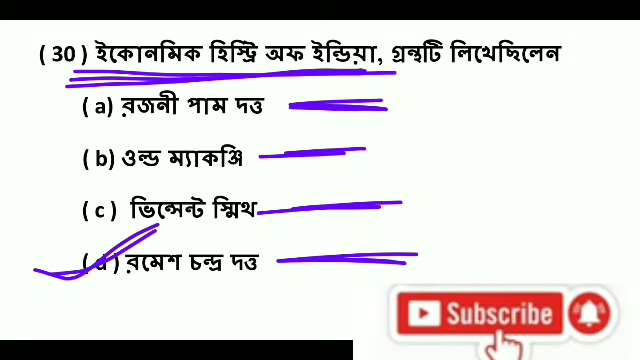 ( 30 ) ইকোনমিক হিস্ট্রি অফ ইন্ডিয়া, গ্রন্থটি লিখেছিলেন
( a) রজনী পাম দত্ত
( b) ওল্ড ম্যাকঞ্জি
( c ) ভিন্সেন্ট স্মিথ
( d ) রমেশ চন্দ্র দত্ত
Subscribe